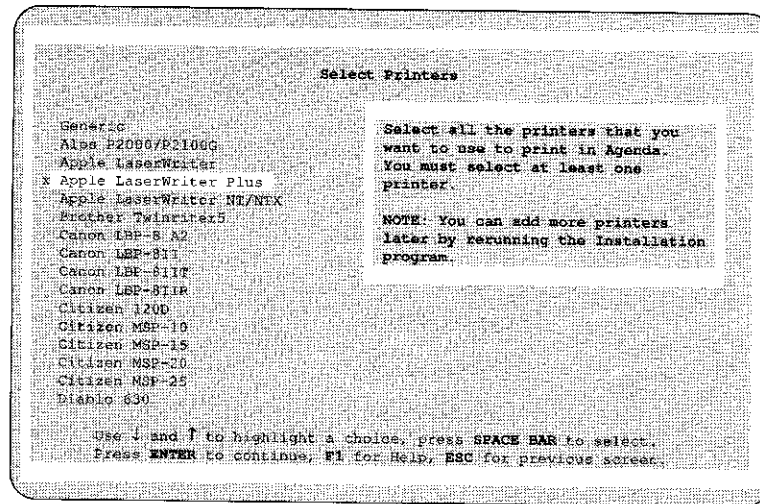 Select Printers
Generic
Alps P2000/P2100G
Apple LaserWriter
x Apple LaserWriter Plus
Apple LaserWriter NT/NTX
Brother Twinriter5
Canon LBP-8 A2
Canon LBP-8II
Canon LBP-8IIT
Canon LBP-8IIR
Citizen 120D
Citizen MSP-10
Citizen MSP-15
Citizen MSP-20
Citizen MSP-25
Diablo 630
Select all the printers that you
want to use to print in Agenda.
You must select at least one
printer.
NOTE: You can add more printers
later by rerunning the Installation
program.
Use ↓ and ↑ to highlight a choice, press SPACE BAR to select.
Press ENTER to continue, F1 for Help, ESC for previous screen.